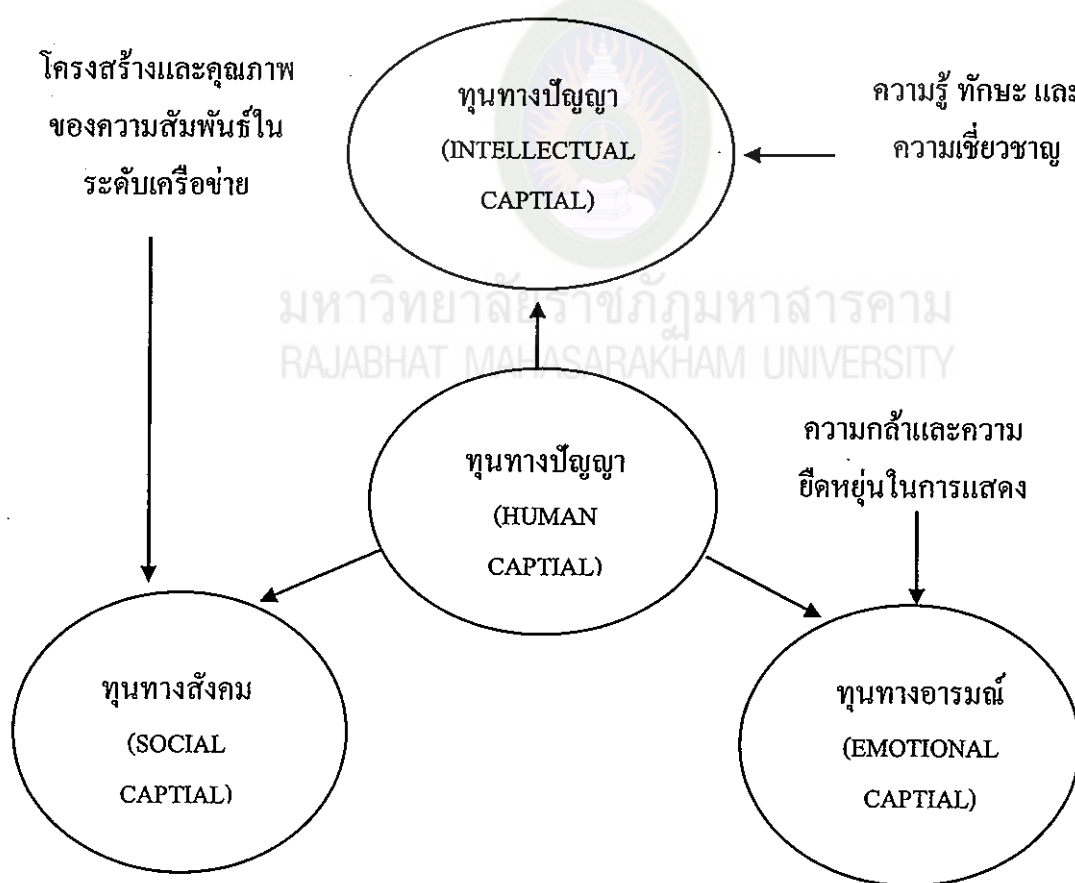 โครงสร้างและคุณภาพ
ของความสัมพันธ์ใน
ระดับเครือข่าย
ทุนทางปัญญา
(INTELLECTUAL
CAPTIAL)
ความรู้ ทักษะ และ
ความเชี่ยวชาญ
มหาวิทยาลัยราชภัฏมหาสารคาม
RAJABHAT MAHASARAKHAM UNIVERSITY
ทุนทางปัญญา
(HUMAN
CAPTIAL)
ความกล้าและความ
ยืดหยุ่นในการแสดง
ทุนทางสังคม
(SOCIAL
CAPTIAL)
ทุนทางอารมณ์
(EMOTIONAL
CAPTIAL)